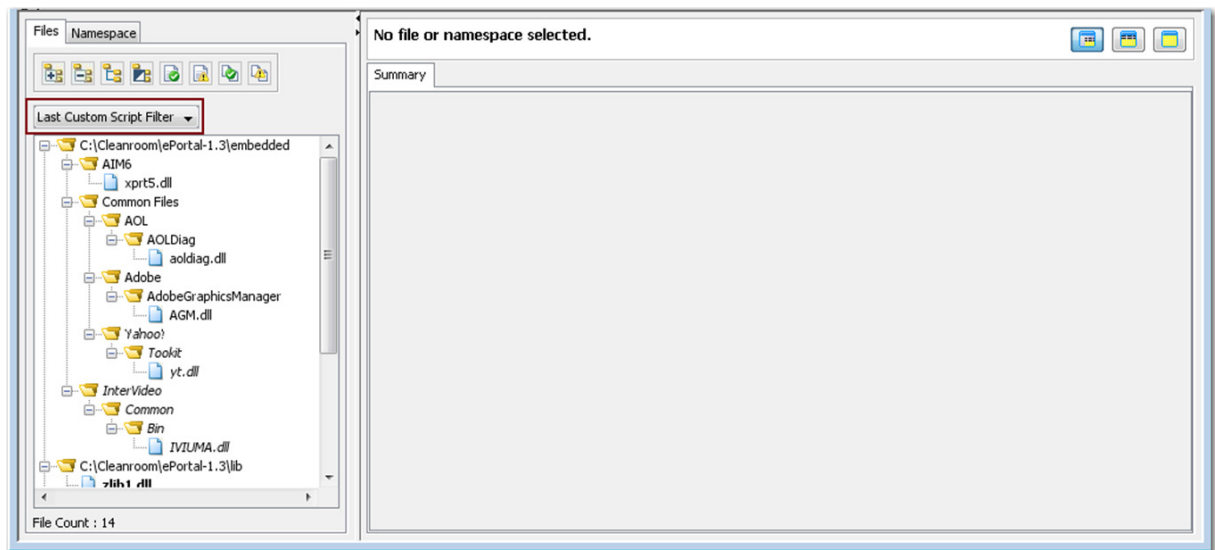 Files Namespace
No file or namespace selected.
Summary
Last Custom Script Filter
C:\Cleanroom\ePortal-1.3\embedded
AIM6
xprt5.dll
Common Files
AOL
AOLDiag
aoldiag.dll
Adobe
AdobeGraphicsManager
AGM.dll
Yahoo!
Tookit
yt.dll
InterVideo
Common
Bin
IVIUMA.dll
C:\Cleanroom\ePortal-1.3\lib
zlib1.dll
File Count : 14